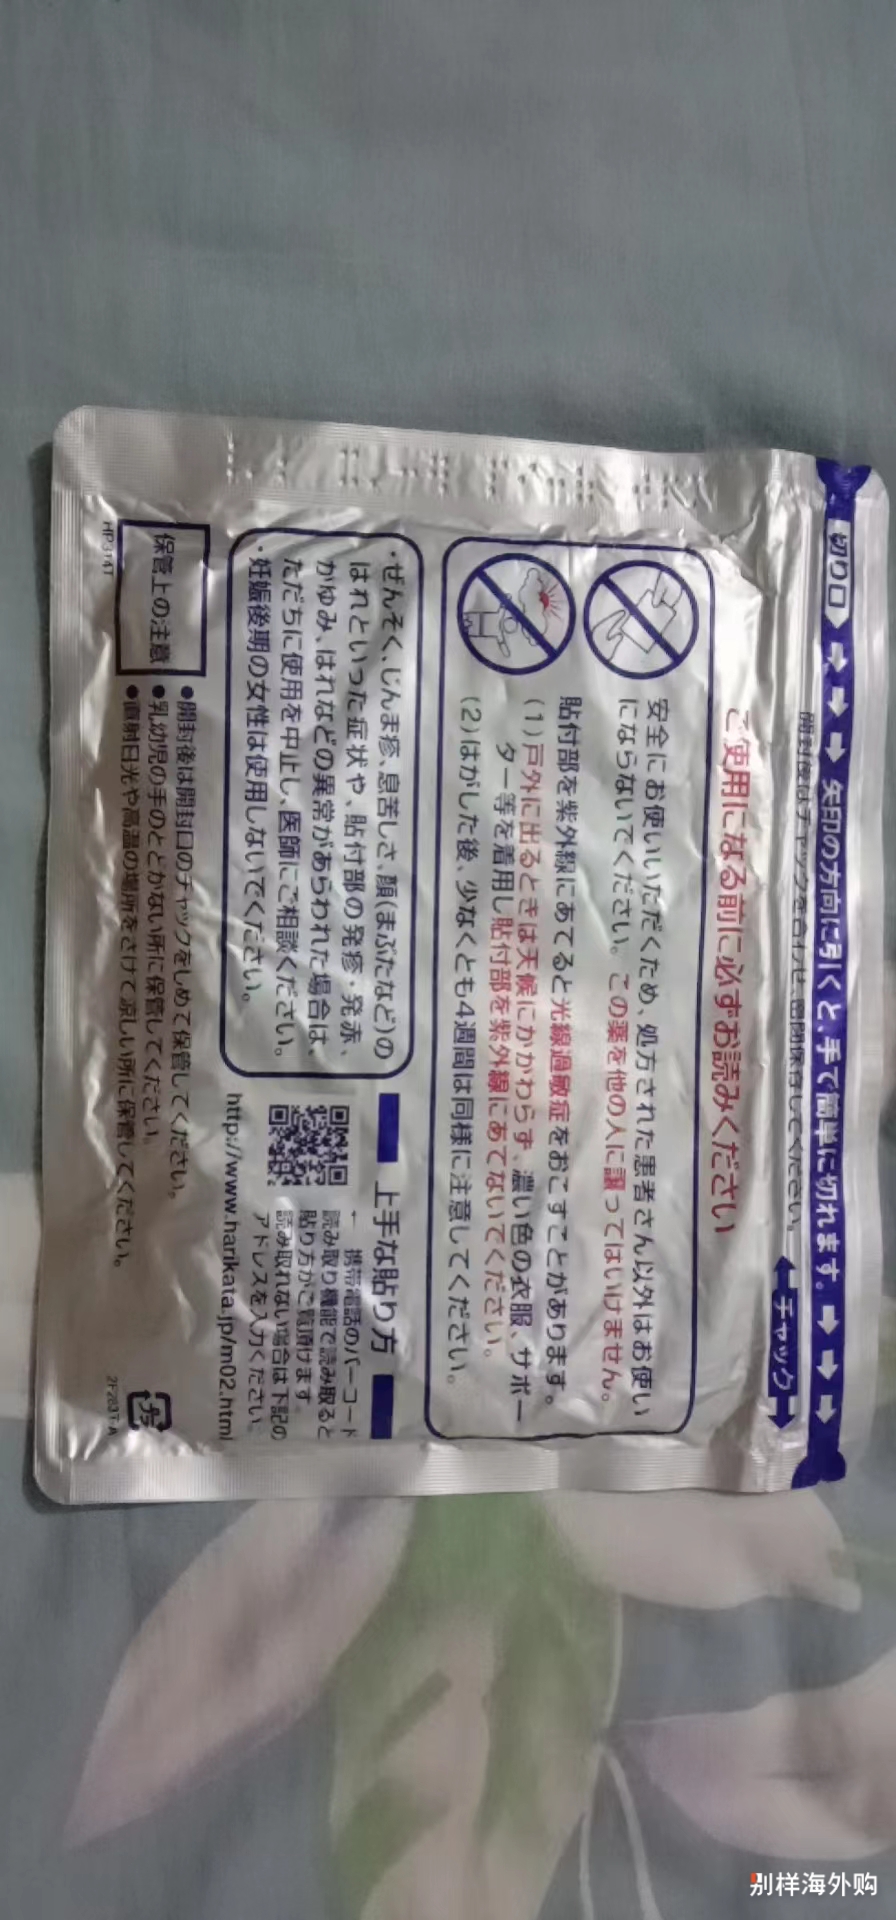 切り口 矢印の方向に引くと、手で簡単に切れます。
開封後はチャックを合わせ、密閉保存してください。
チャック
ご使用になる前に必ずお読みください
安全にお使いいただくため、処方された患者さん以外はお使い
にならないでください。この薬を他の人に譲ってはいけません。
貼付部を紫外線にあてると光線過敏症をおこすことがあります。
(1)戸外に出るときは天候にかかわらず、濃い色の衣服、サポー
ター等を着用し貼付部を紫外線にあてないでください。
(2)はがした後、少なくとも4週間は同様に注意してください。
・ぜんそく、じんま疹、息苦しさ、顔(まぶたなど)の
はれといった症状や、貼付部の発疹・発赤、
かゆみ、はれなどの異常があらわれた場合は、
ただちに使用を中止し、医師にご相談ください。
・妊娠後期の女性は使用しないでください。
上手な貼り方
← 携帯電話のバーコード
読み取り機能で読み取ると
貼り方がご覧頂けます。
読み取れない場合は下記の
アドレスを入力ください。
http://www.harikata.jp/m02.html
保管上の注意
●開封後は開封口のチャックをしめて保管してください。
●乳幼児の手のとどかない所に保管してください。
●直射日光や高温の場所をさけて涼しい所に保管してください。
HP314T
プラ
2F203T-A
别样海外购